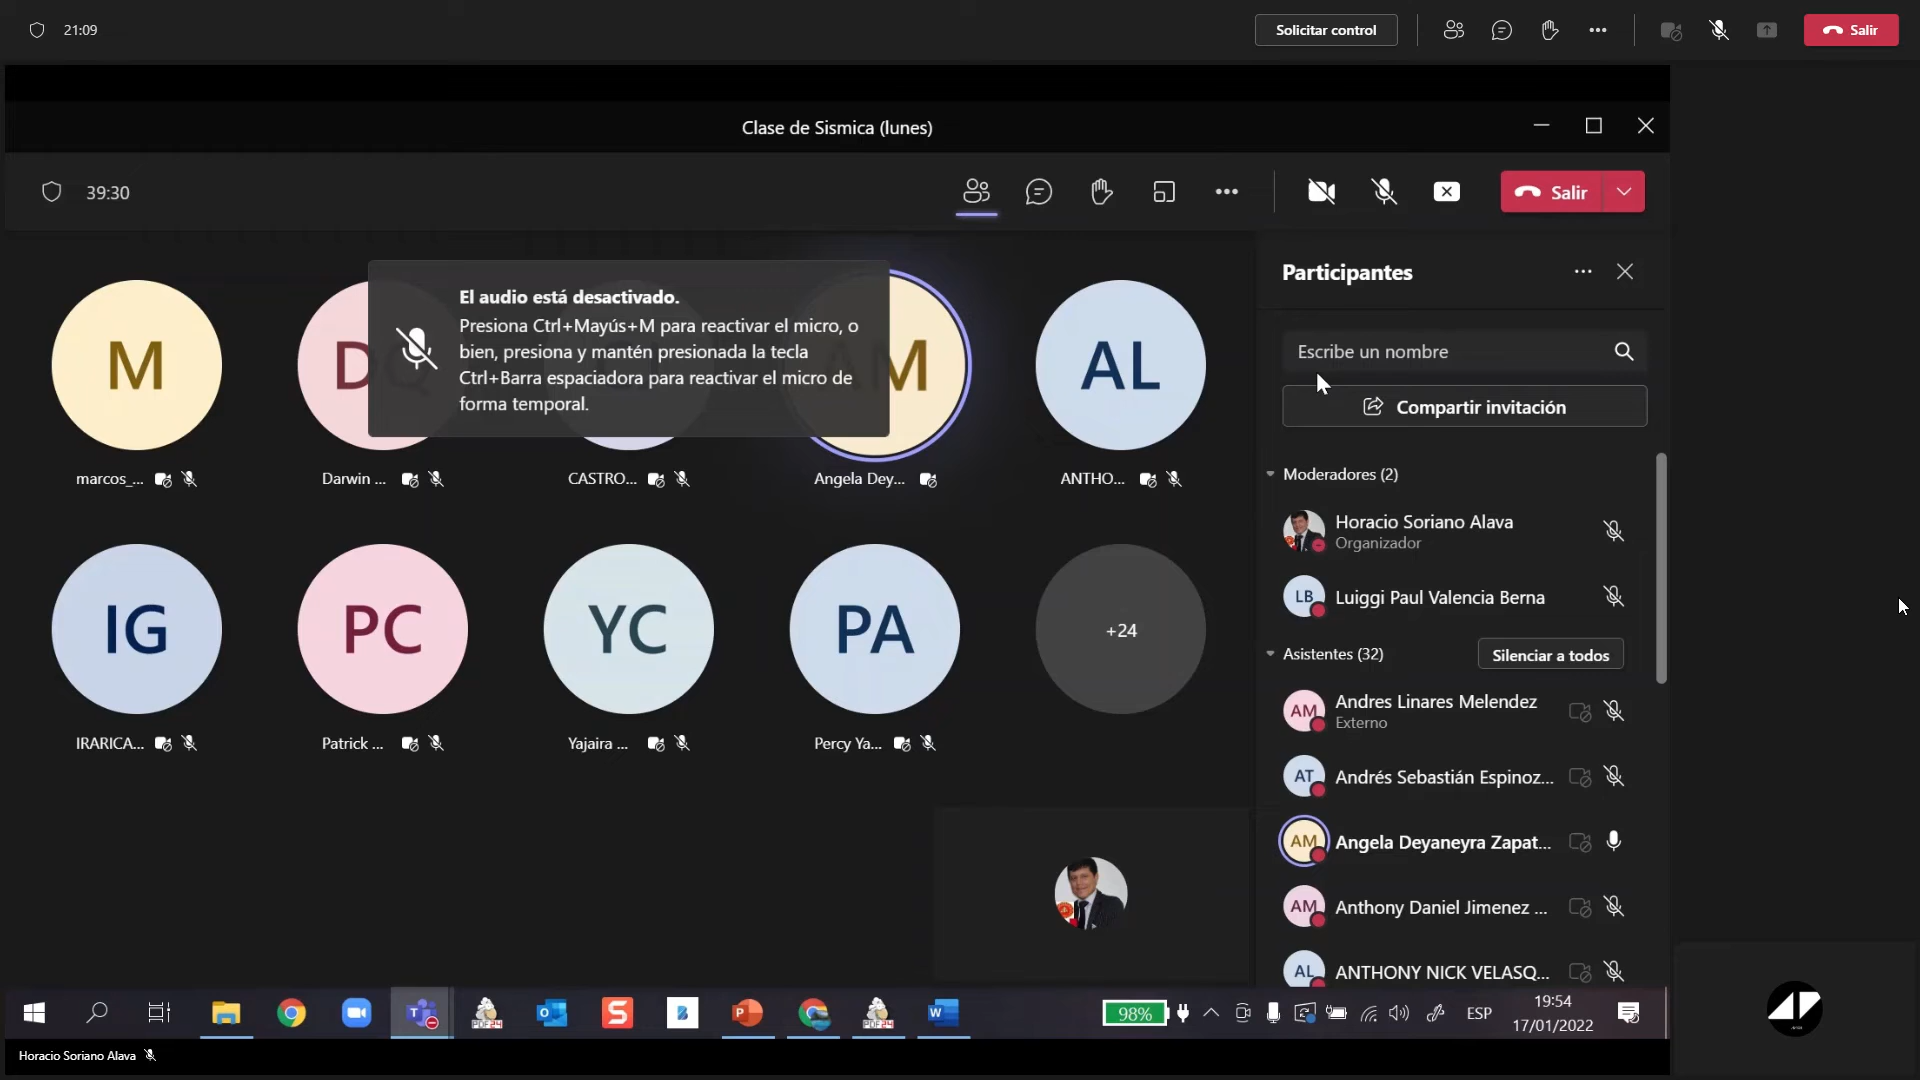 21:09
Solicitar control
Salir
Clase de Sismica (lunes)
39:30
Salir
El audio está desactivado.
Presiona Ctrl+Mayús+M para reactivar el micro, o
bien, presiona y mantén presionada la tecla
Ctrl+Barra espaciadora para reactivar el micro de
forma temporal.
M
DQ
AM
AL
marcos_...
Darwin ...
CASTRO...
Angela Dey...
ANTHO...
IG
PC
YC
PA
+24
IRARICA...
Patrick ...
Yajaira ...
Percy Ya...
Participantes
Escribe un nombre
Compartir invitación
Moderadores (2)
Horacio Soriano Alava
Organizador
LB
Luiggi Paul Valencia Berna
Asistentes (32)
Silenciar a todos
AM
Andres Linares Melendez
Externo
AT
Andrés Sebastián Espinoz...
AM
Angela Deyaneyra Zapat...
AM
Anthony Daniel Jimenez ...
AL
ANTHONY NICK VELASQ...
PDF24
S
B
PDF24
98%
ESP
19:54
17/01/2022
Horacio Soriano Alava